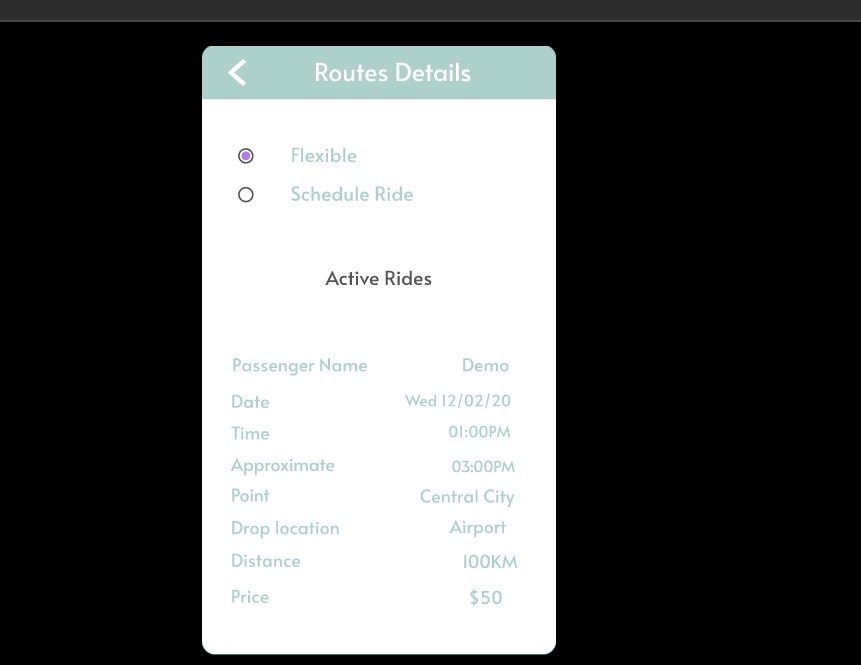 Routes Details
Flexible
Schedule Ride
Active Rides
Passenger Name Demo
Date Wed 12/02/20
Time 01:00PM
Approximate 03:00PM
Point Central City
Drop location Airport
Distance 100KM
Price $50